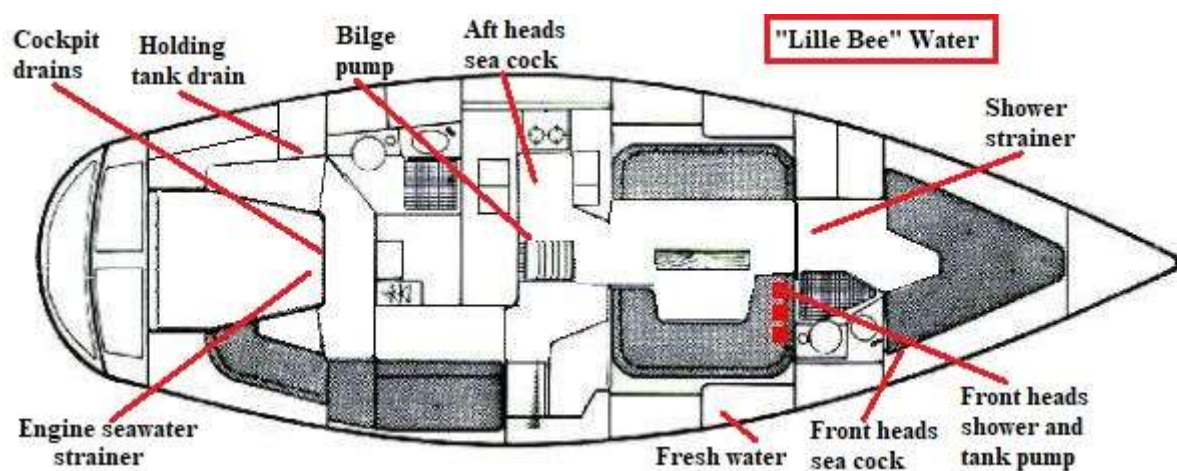 Cockpit
drains
Holding
tank drain
Bilge
pump
Aft heads
sea cock
"Lille Bee" Water
Shower
strainer
Engine seawater
strainer
Fresh water
Front heads
sea cock
Front heads
shower and
tank pump